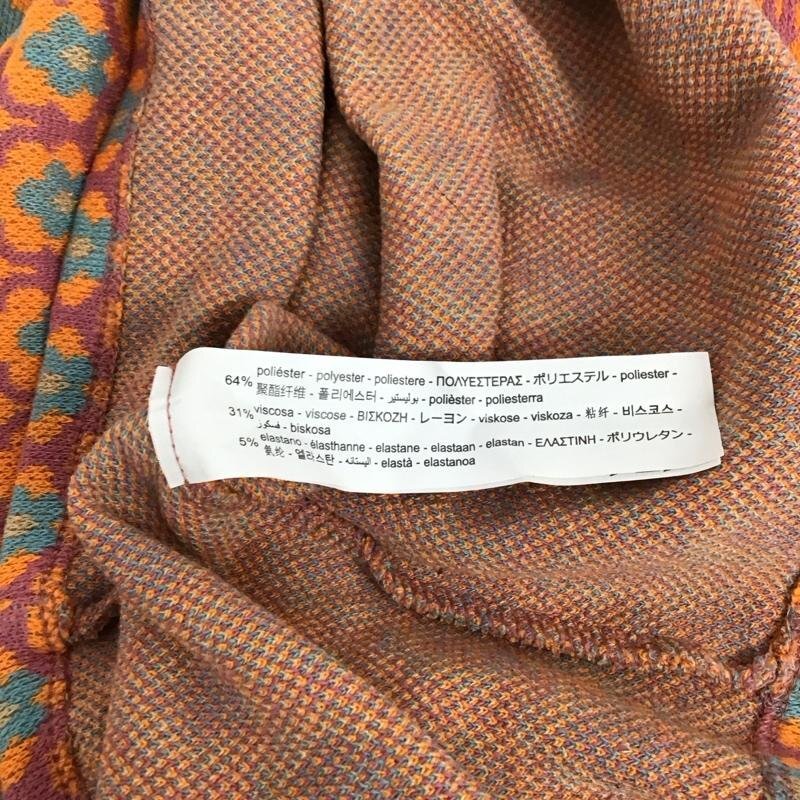 64% poliéster - polyester - poliestere - ΠΟΛΥΕΣΤΕΡΑΣ - ポリエステル - poliester -
聚酯纤维 - 폴리에스터 - بوليستير - polièster - poliesterra
31% viscosa - viscose - ΒΙΣΚΟΖΗ - レーヨン - viskose - viskoza - 粘纤 - 비스코스 -
فسكوز - biskosa
5% elastano - élasthanne - elastane - elastaan - elastan - ΕΛΑΣΤΙΝΗ - ポリウレタン -
氨纶 - 엘라스탄 - اليستانه - elastà - elastanoa